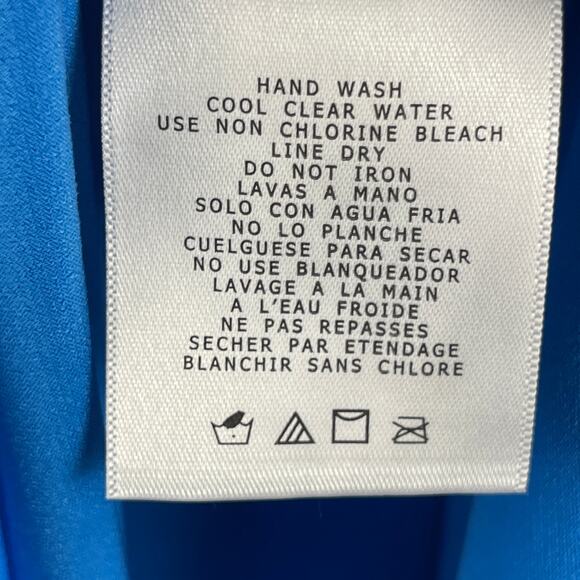 HAND WASH
COOL CLEAR WATER
USE NON CHLORINE BLEACH
LINE DRY
DO NOT IRON
LAVAS A MANO
SOLO CON AGUA FRIA
NO LO PLANCHE
CUELGUESE PARA SECAR
NO USE BLANQUEADOR
LAVAGE A LA MAIN
A L'EAU FROIDE
NE PAS REPASSES
SECHER PAR ETENDAGE
BLANCHIR SANS CHLORE